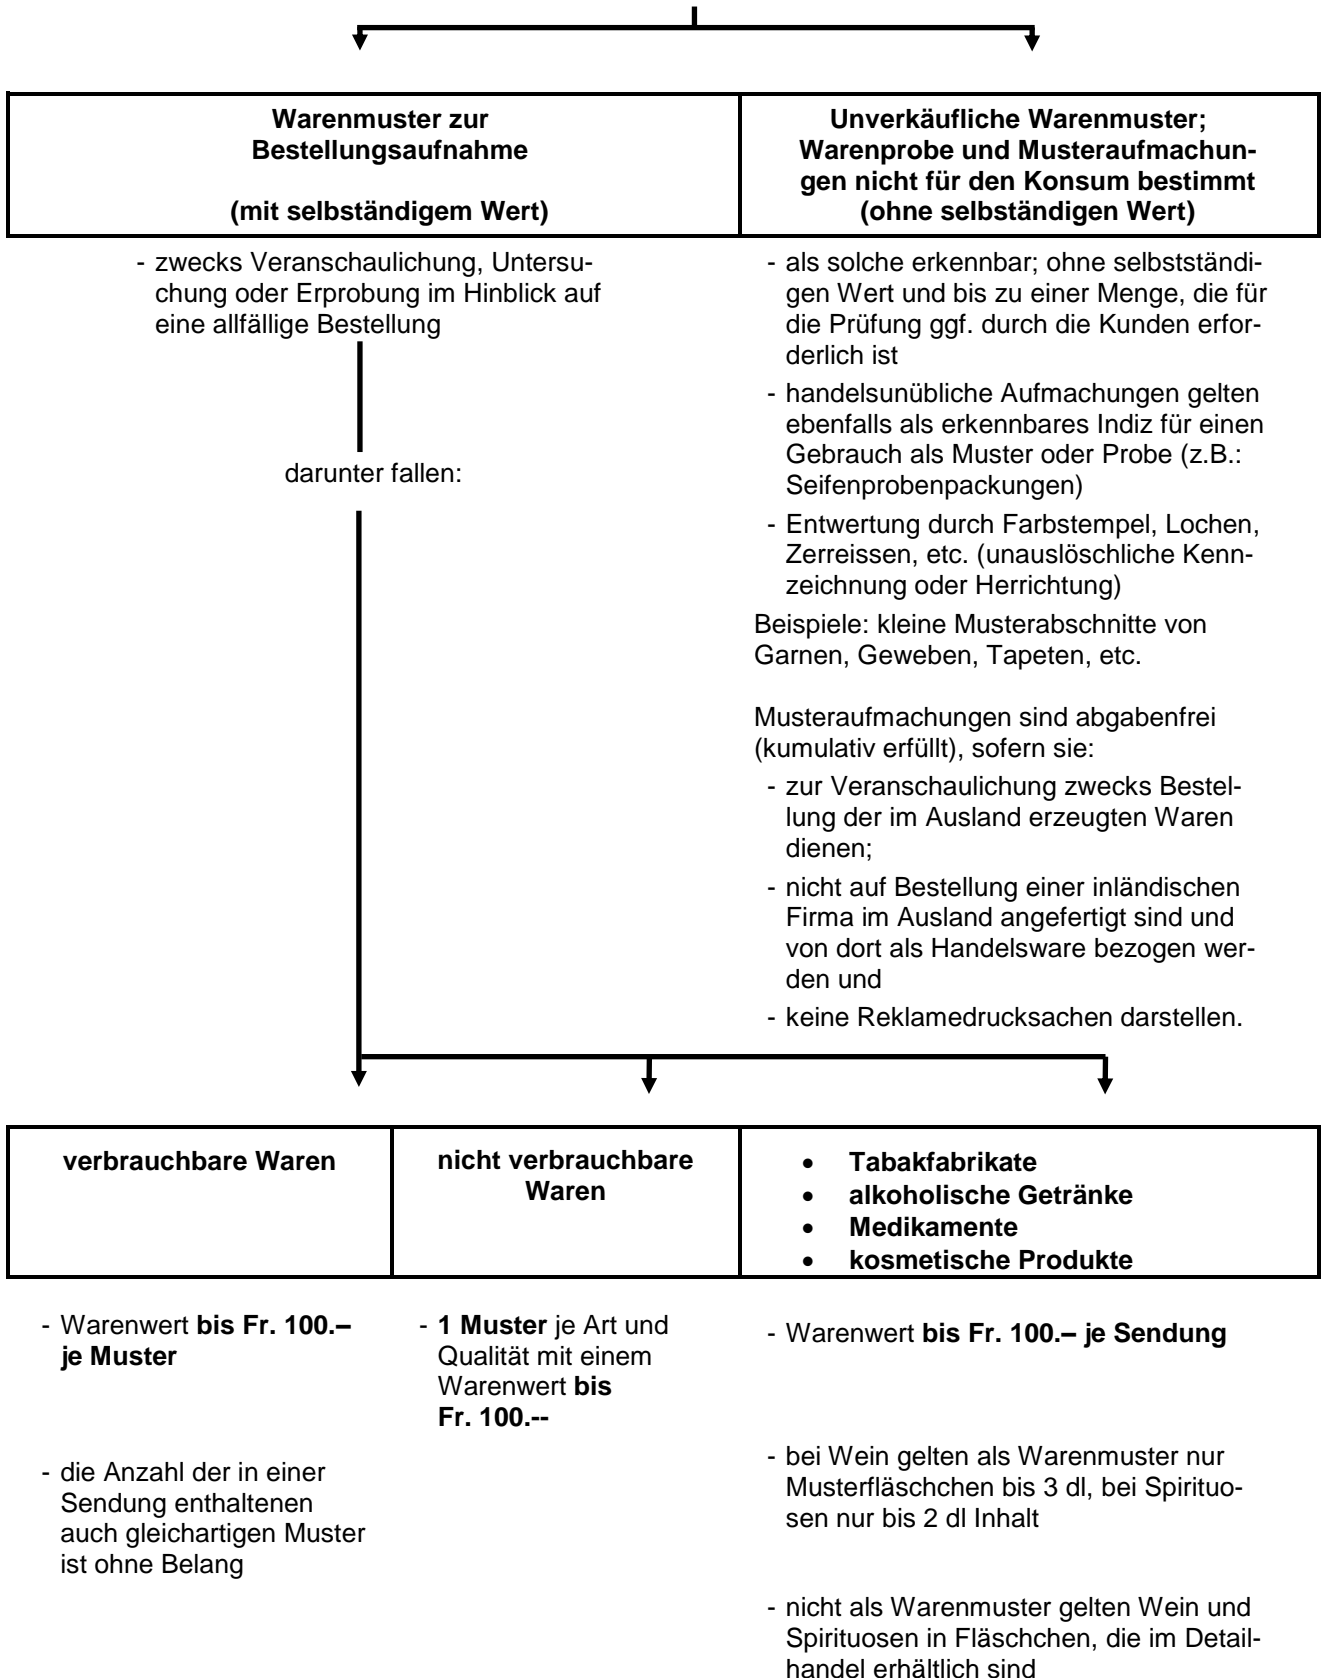 Warenmuster zur
Bestellungsaufnahme
(mit selbständigem Wert)
Unverkäufliche Warenmuster;
Warenprobe und Musteraufmachun-
gen nicht für den Konsum bestimmt
(ohne selbständigen Wert)
- zwecks Veranschaulichung, Untersu-
chung oder Erprobung im Hinblick auf
eine allfällige Bestellung
darunter fallen:
- als solche erkennbar; ohne selbstständi-
gen Wert und bis zu einer Menge, die für
die Prüfung ggf. durch die Kunden erfor-
derlich ist
- handelsunübliche Aufmachungen gelten
ebenfalls als erkennbares Indiz für einen
Gebrauch als Muster oder Probe (z.B.:
Seifenprobenpackungen)
- Entwertung durch Farbstempel, Lochen,
Zerreissen, etc. (unauslöschliche Kenn-
zeichnung oder Herrichtung)
Beispiele: kleine Musterabschnitte von
Garnen, Geweben, Tapeten, etc.
Musteraufmachungen sind abgabenfrei
(kumulativ erfüllt), sofern sie:
- zur Veranschaulichung zwecks Bestel-
lung der im Ausland erzeugten Waren
dienen;
- nicht auf Bestellung einer inländischen
Firma im Ausland angefertigt sind und
von dort als Handelsware bezogen wer-
den und
- keine Reklamedrucksachen darstellen.
verbrauchbare Waren
nicht verbrauchbare
Waren
• Tabakfabrikate
• alkoholische Getränke
• Medikamente
• kosmetische Produkte
- Warenwert bis Fr. 100.–
je Muster
- die Anzahl der in einer
Sendung enthaltenen
auch gleichartigen Muster
ist ohne Belang
- 1 Muster je Art und
Qualität mit einem
Warenwert bis
Fr. 100.--
- Warenwert bis Fr. 100.– je Sendung
- bei Wein gelten als Warenmuster nur
Musterfläschchen bis 3 dl, bei Spirituo-
sen nur bis 2 dl Inhalt
- nicht als Warenmuster gelten Wein und
Spirituosen in Fläschchen, die im Detail-
handel erhältlich sind